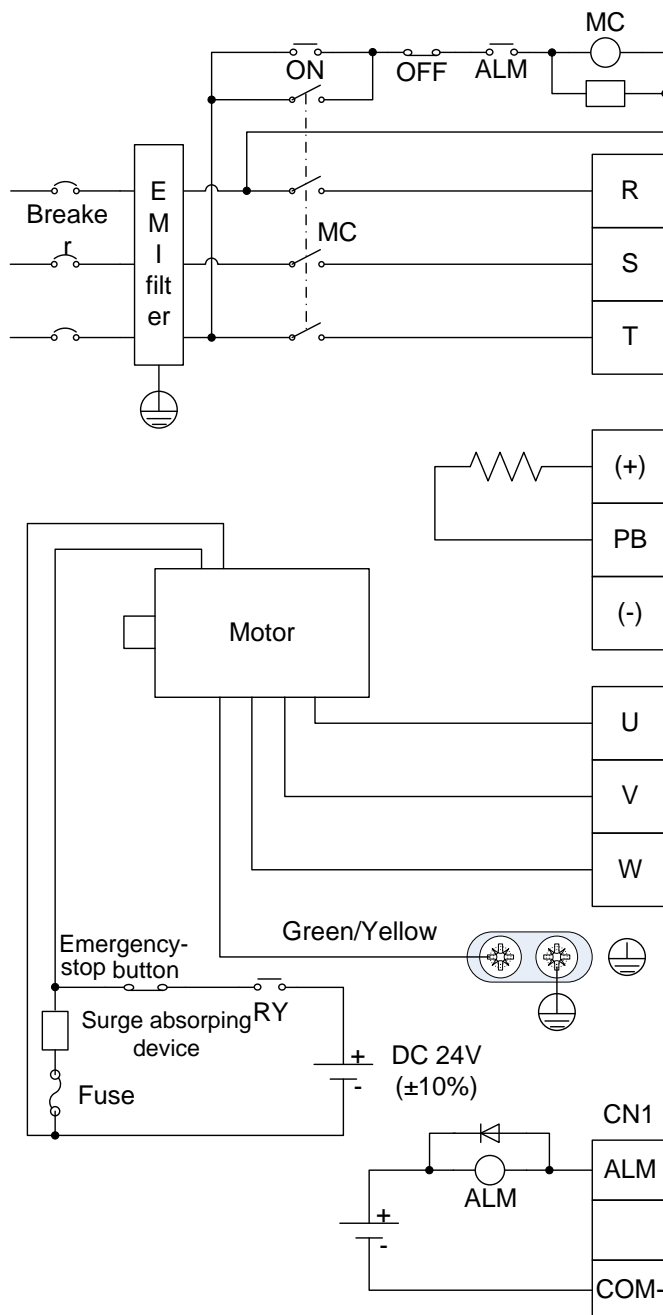 MC
ON
OFF
ALM
E
M
I
filt
er
Breake
r
MC
R
S
T
(+)
PB
(-)
Motor
U
V
W
Green/Yellow
Emergency-
stop button
RY
Surge absorping
device
Fuse
+
-
DC 24V
(±10%)
CN1
ALM
ALM
+
-
COM-